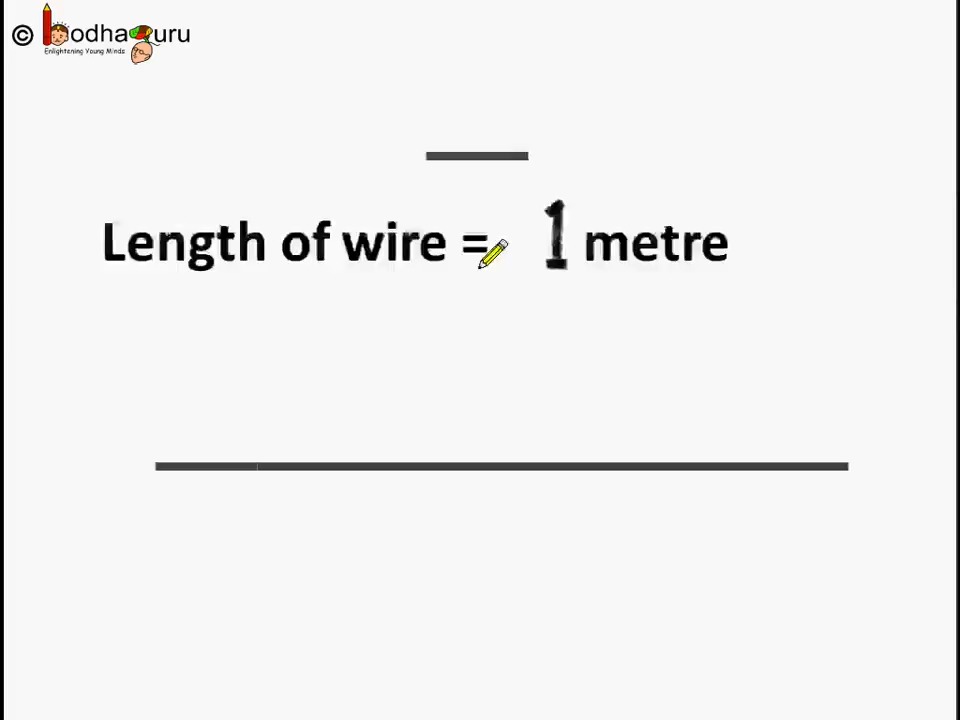 © bodhaguru
Enlightening Young Minds
Length of wire = 1 metre